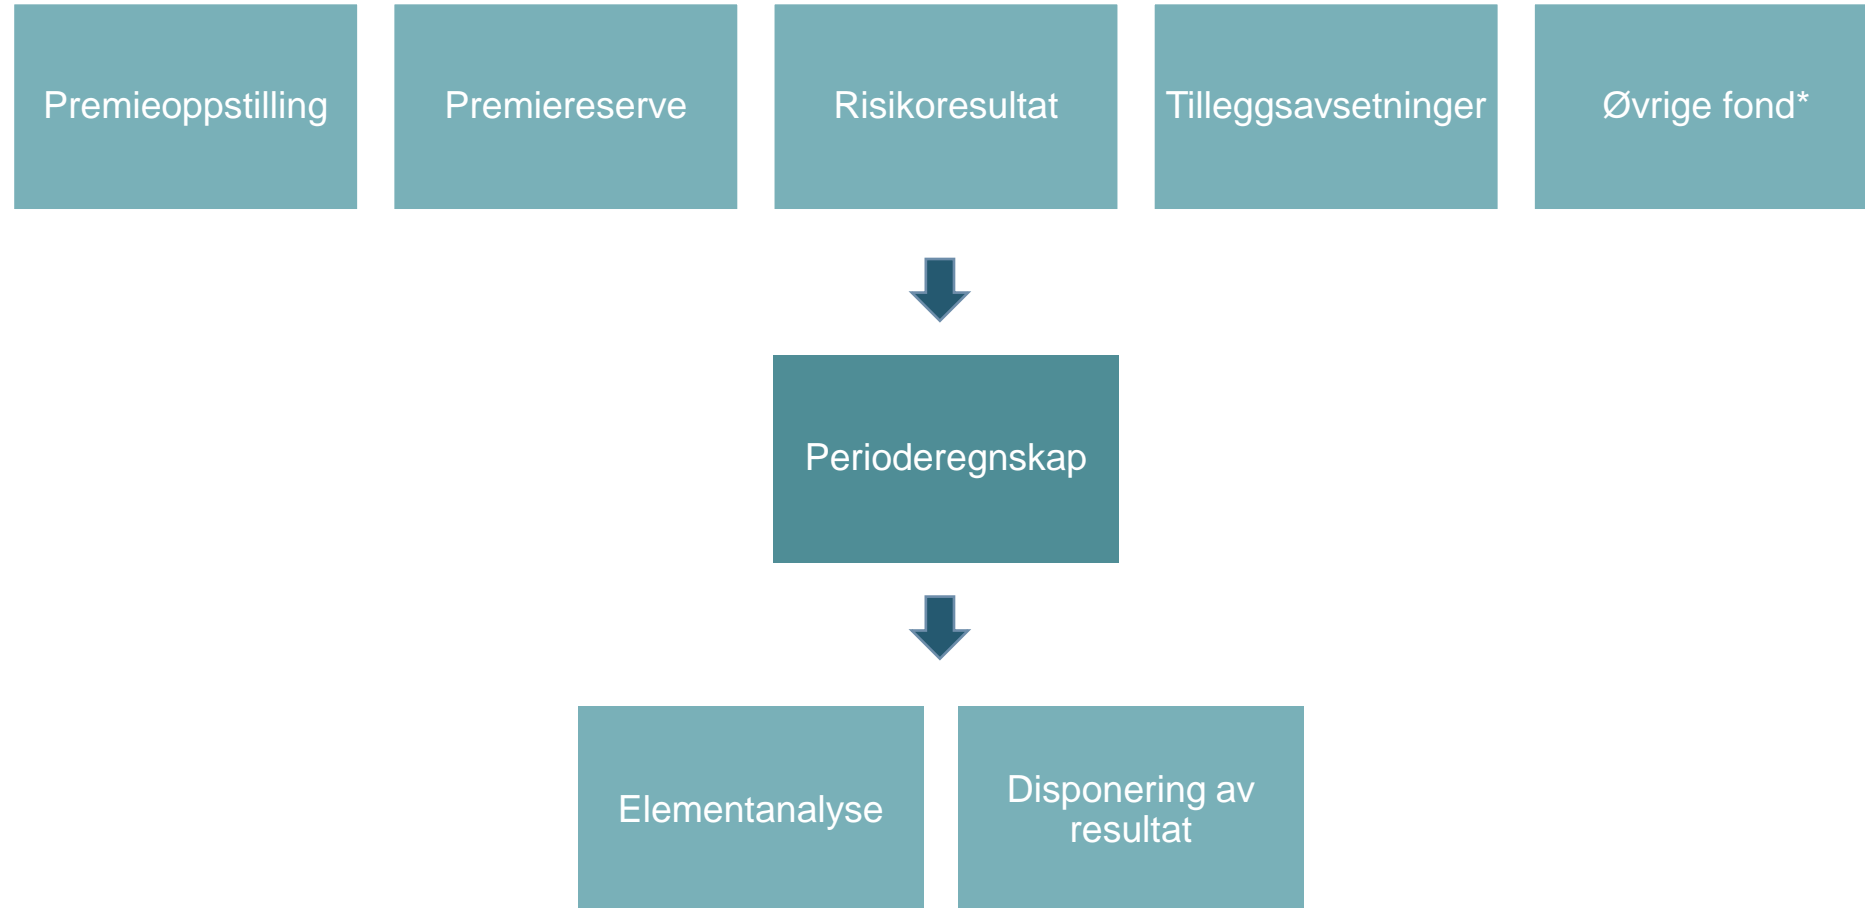 Premieoppstilling
Premiereserve
Risikoresultat
Tilleggsavsetninger
Øvrige fond*
Perioderegnskap
Elementanalyse
Disponering av
resultat